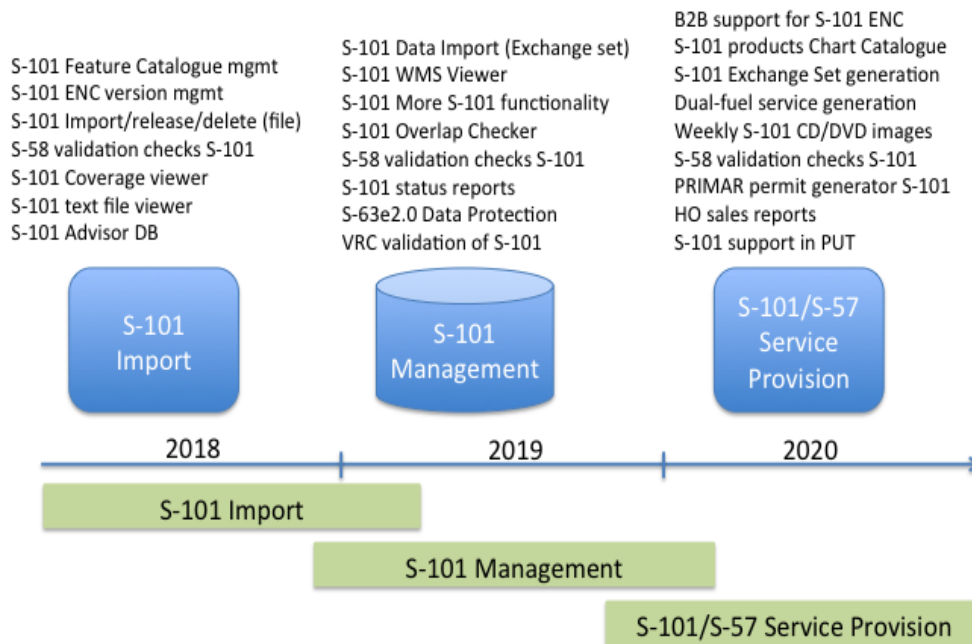 S-101 Feature Catalogue mgmt
S-101 ENC version mgmt
S-101 Import/release/delete (file)
S-58 validation checks S-101
S-101 Coverage viewer
S-101 text file viewer
S-101 Advisor DB
S-101 Data Import (Exchange set)
S-101 WMS Viewer
S-101 More S-101 functionality
S-101 Overlap Checker
S-58 validation checks S-101
S-101 status reports
S-63e2.0 Data Protection
VRC validation of S-101
B2B support for S-101 ENC
S-101 products Chart Catalogue
S-101 Exchange Set generation
Dual-fuel service generation
Weekly S-101 CD/DVD images
S-58 validation checks S-101
PRIMAR permit generator S-101
HO sales reports
S-101 support in PUT
S-101
Import
S-101
Management
S-101/S-57
Service
Provision
2018
2019
2020
S-101 Import
S-101 Management
S-101/S-57 Service Provision